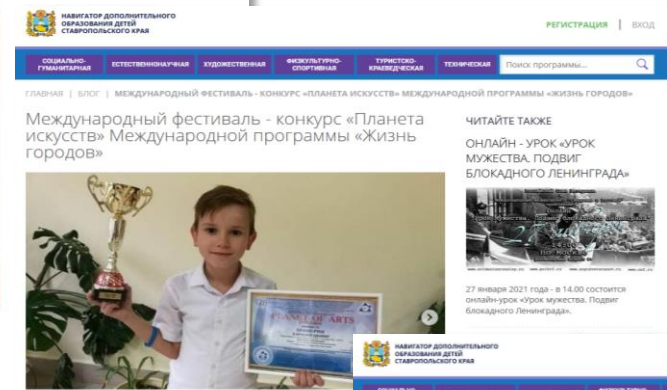 НАВИГАТОР ДОПОЛНИТЕЛЬНОГО
ОБРАЗОВАНИЯ ДЕТЕЙ
СТАВРОПОЛЬСКОГО КРАЯ
РЕГИСТРАЦИЯ | ВХОД
СОЦИАЛЬНО-ГУМАНИТАРНАЯ ЕСТЕСТВЕННОНАУЧНАЯ ХУДОЖЕСТВЕННАЯ ФИЗКУЛЬТУРНО-СПОРТИВНАЯ ТУРИСТСКО-КРАЕВЕДЧЕСКАЯ ТЕХНИЧЕСКАЯ Поиск программы...
ГЛАВНАЯ | БЛОГ | МЕЖДУНАРОДНЫЙ ФЕСТИВАЛЬ - КОНКУРС «ПЛАНЕТА ИСКУССТВ» МЕЖДУНАРОДНОЙ ПРОГРАММЫ «ЖИЗНЬ ГОРОДОВ»
Международный фестиваль - конкурс «Планета
искусств» Международной программы «Жизнь
городов»
ЧИТАЙТЕ ТАКЖЕ
ОНЛАЙН - УРОК «УРОК
МУЖЕСТВА. ПОДВИГ
БЛОКАДНОГО ЛЕНИНГРАДА»
27 января 2021 года - в 14.00 состоится
онлайн-урок «Урок мужества. Подвиг
блокадного Ленинграда».
PLANET OF ARTS
НАВИГАТОР ДОПОЛНИТЕЛЬНОГО
ОБРАЗОВАНИЯ ДЕТЕЙ
СТАВРОПОЛЬСКОГО КРАЯ